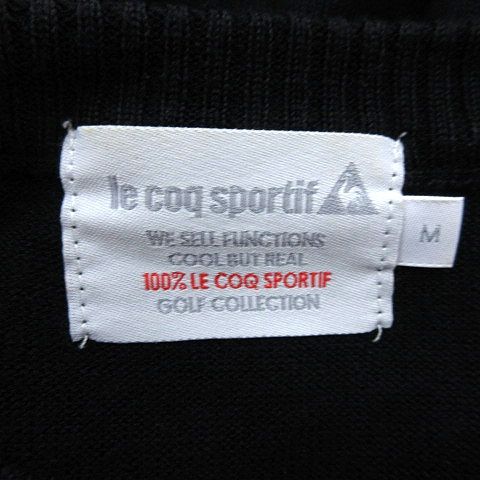 le coq sportif
WE SELL FUNCTIONS
COOL BUT REAL
100% LE COQ SPORTIF
GOLF COLLECTION
M